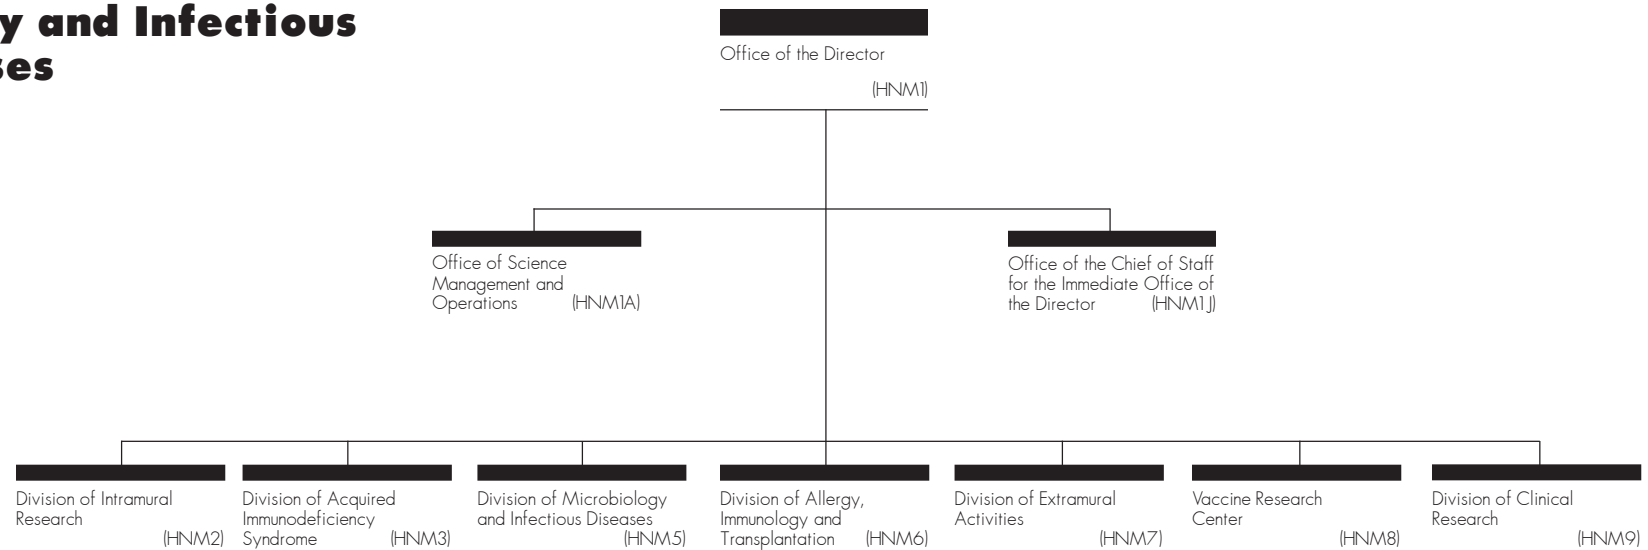 y and Infectious
ses
Office of the Director
(HNM1)
Office of Science
Management and
Operations (HNM1A)
Office of the Chief of Staff
for the Immediate Office of
the Director (HNM1J)
Division of Intramural
Research
(HNM2)
Division of Acquired
Immunodeficiency
Syndrome (HNM3)
Division of Microbiology
and Infectious Diseases
(HNM5)
Division of Allergy,
Immunology and
Transplantation (HNM6)
Division of Extramural
Activities
(HNM7)
Vaccine Research
Center
(HNM8)
Division of Clinical
Research
(HNM9)